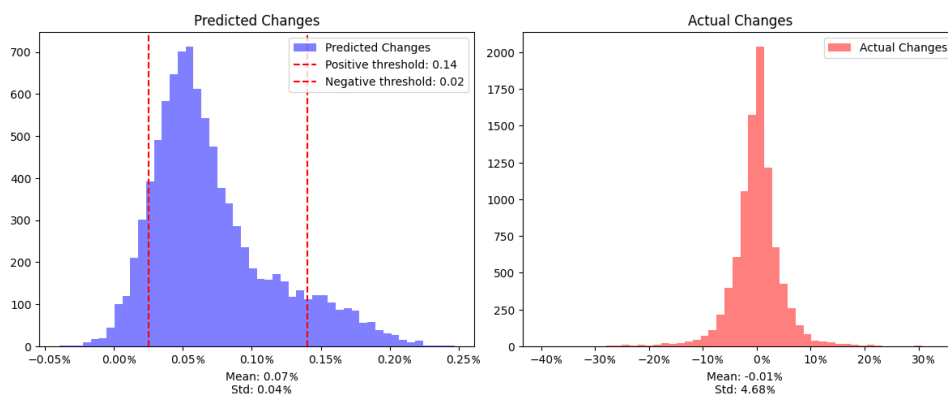 Predicted Changes
Predicted Changes
Positive threshold: 0.14
Negative threshold: 0.02
700
600
500
400
300
200
100
0
−0.05% 0.00% 0.05% 0.10% 0.15% 0.20% 0.25%
Mean: 0.07%
Std: 0.04%
Actual Changes
Actual Changes
2000
1750
1500
1250
1000
750
500
250
0
−40% −30% −20% −10% 0% 10% 20% 30%
Mean: -0.01%
Std: 4.68%